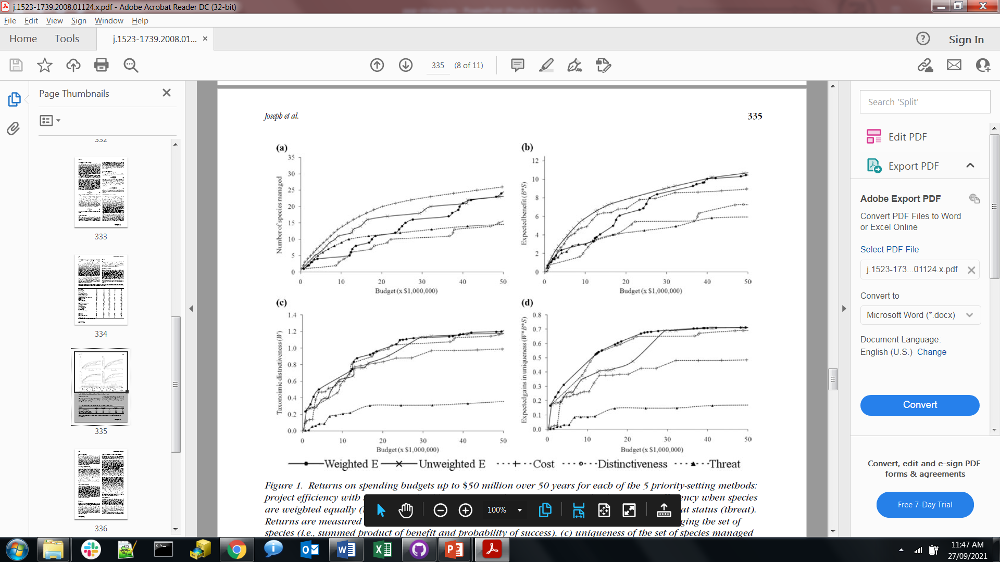 j.1523-1739.2008.01124.x.pdf - Adobe Acrobat Reader DC (32-bit)
File Edit View Sign Window Help
Home Tools j.1523-1739.2008.01... × Sign In
335 (8 of 11)
Page Thumbnails
332
333
334
335
336
Joseph et al. 335
(a)
Number of species managed
35
30
25
20
15
10
5
0
0 10 20 30 40 50
Budget (x $1,000,000)
(b)
Expected benefit (B*S)
12
10
8
6
4
2
0
0 10 20 30 40 50
Budget (x $1,000,000)
(c)
Taxonoimic distinctiveness (W)
1.4
1.2
1.0
0.8
0.6
0.4
0.2
0.0
0 10 20 30 40 50
Budget (x $1,000,000)
(d)
Expected gains in uniqueness (W*B*S)
0.8
0.7
0.6
0.5
0.4
0.3
0.2
0.1
0.0
0 10 20 30 40 50
Budget (x $1,000,000)
Weighted E Unweighted E Cost Distinctiveness Threat
Figure 1. Returns on spending budgets up to $50 million over 50 years for each of the 5 priority-setting methods:
project efficiency with when species
are weighted equally at status (threat).
Returns are measured the set of
species (i.e., summed product of benefit and probability of success), (c) uniqueness of the set of species managed
100%
Search 'Split'
Edit PDF
Export PDF
Adobe Export PDF
Convert PDF Files to Word
or Excel Online
Select PDF File
j.1523-173...01124.x.pdf
Convert to
Microsoft Word (*.docx)
Document Language:
English (U.S.) Change
Convert
Convert, edit and e-sign PDF
forms & agreements
Free 7-Day Trial
11:47 AM
27/09/2021